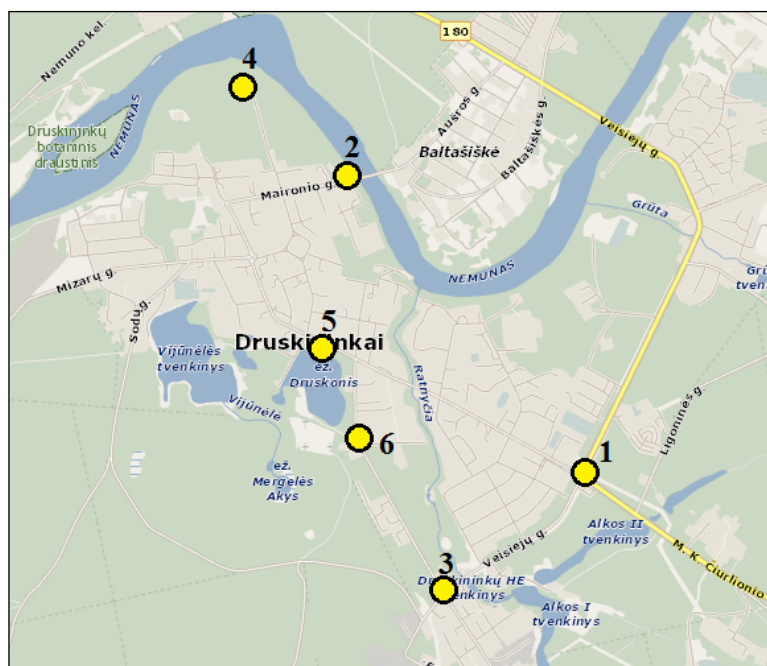 Nemuno kel.
180
4
Aušros g.
Baltašiškės g.
Veisiejų g.
NEMUNAS
Druskininkų
botaninis
draustinis
2
Baltašiškė
Maironio g.
Grūta
NEMUNAS
Mizarų g.
Sodų g.
5
Druskininkai
Vijūnėlės
tvenkinys
ež.
Druskonis
Ratnyčia
Ligoninės g.
Vijūnėlė
6
1
ež.
Mergelės
Akys
Alkos II
tvenkinys
Veisiejų g.
M. K. Čiurlionio
3
Druskininkų HE
tvenkinys
Alkos I
tvenkinys